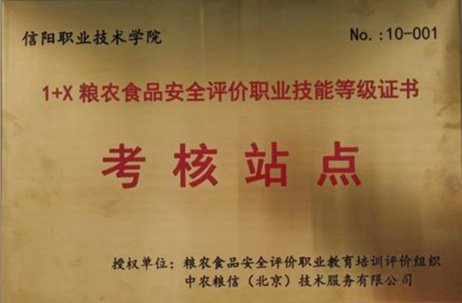 信阳职业技术学院 No.:10-001
1+X 粮农食品安全评价职业技能等级证书
考核站点
授权单位：粮农食品安全评价职业教育培训评价组织
中农粮信（北京）技术服务有限公司